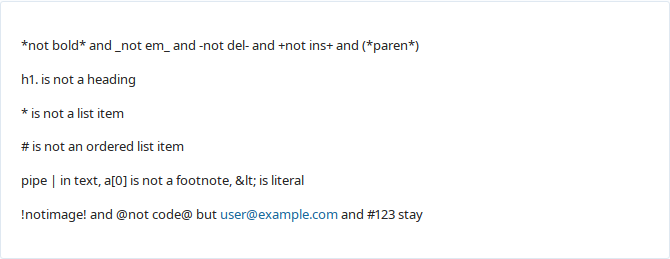 *not bold* and _not em_ and -not del- and +not ins+ and (*paren*)
h1. is not a heading
* is not a list item
# is not an ordered list item
pipe | in text, a[0] is not a footnote, &lt; is literal
!notimage! and @not code@ but user@example.com and #123 stay